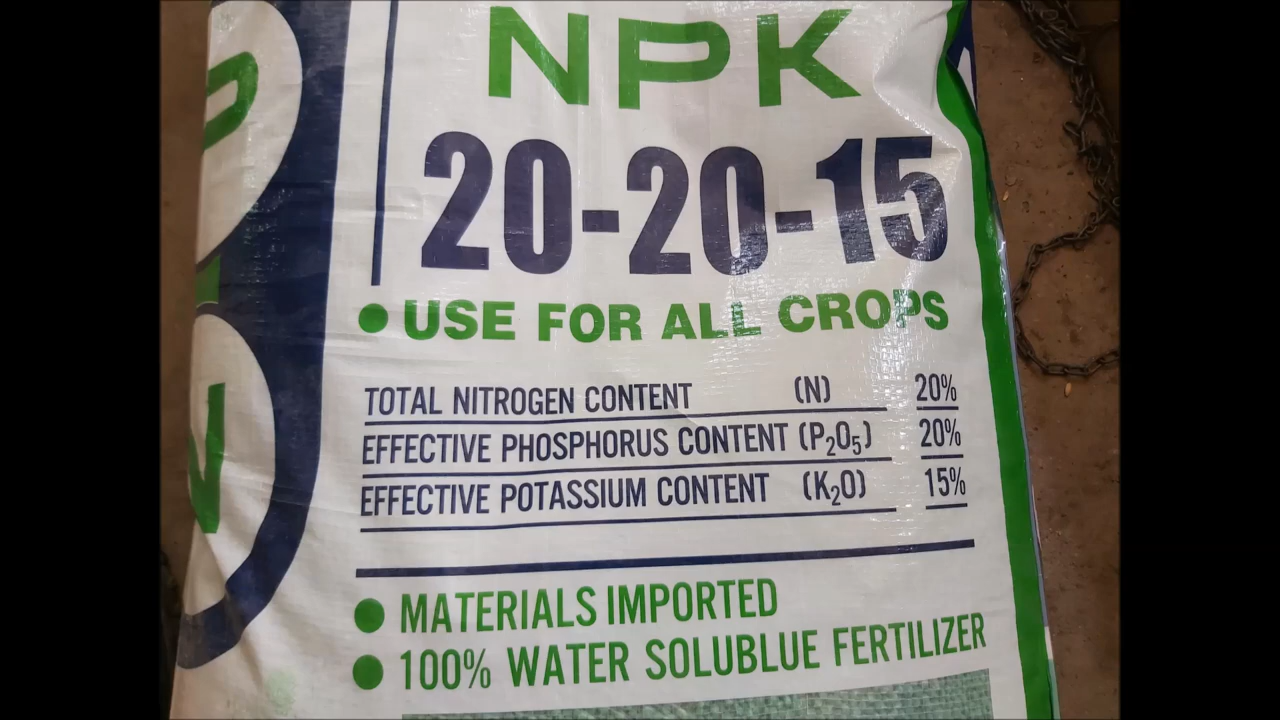 NPK
20-20-15
USE FOR ALL CROPS
TOTAL NITROGEN CONTENT (N) 20%
EFFECTIVE PHOSPHORUS CONTENT (P₂O₅) 20%
EFFECTIVE POTASSIUM CONTENT (K₂O) 15%
MATERIALS IMPORTED
100% WATER SOLUBLUE FERTILIZER